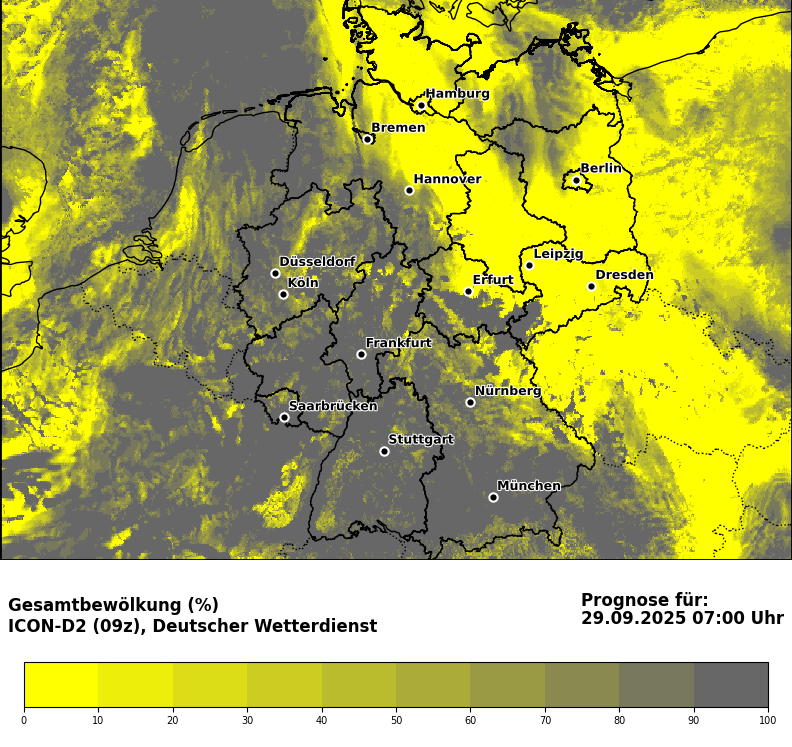 Hamburg
Bremen
Berlin
Hannover
Leipzig
Düsseldorf
Dresden
Erfurt
Köln
Frankfurt
Nürnberg
Saarbrücken
Stuttgart
München
Gesamtbewölkung (%)
ICON-D2 (09z), Deutscher Wetterdienst
Prognose für:
29.09.2025 07:00 Uhr
0 10 20 30 40 50 60 70 80 90 100